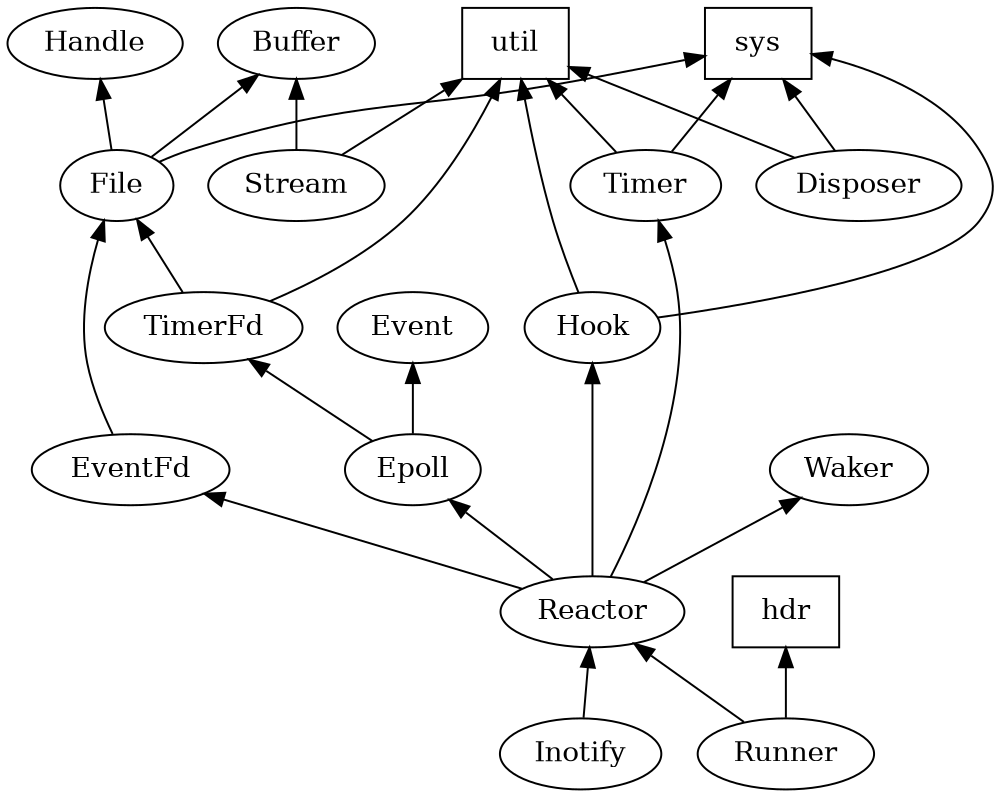 Handle
Buffer
util
sys
File
Stream
Timer
Disposer
TimerFd
Event
Hook
EventFd
Epoll
Waker
Reactor
hdr
Inotify
Runner